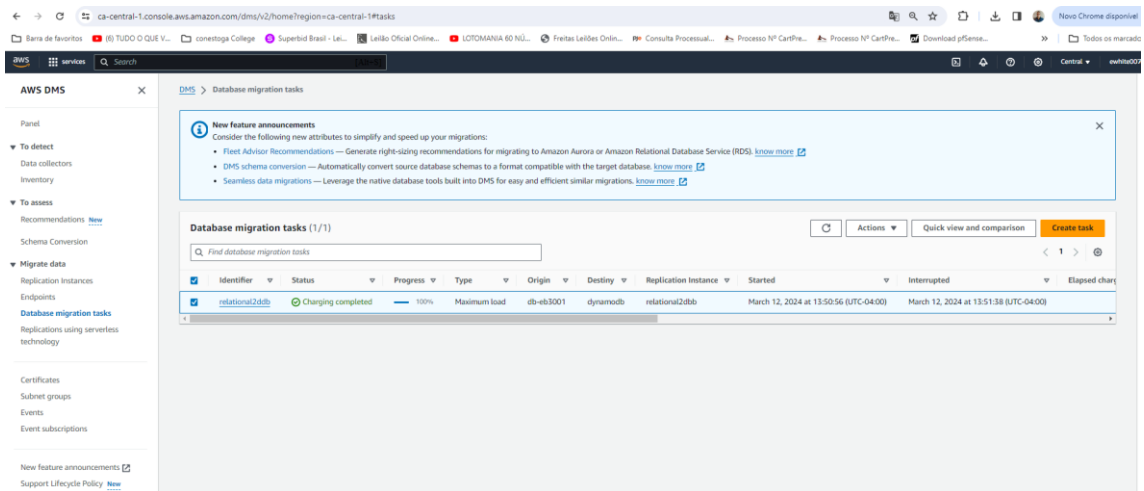 ca-central-1.console.aws.amazon.com/dms/v2/home?region=ca-central-1#tasks
Novo Chrome disponível
Barra de favoritos (6) TUDO O QUE V... conestoga College Superbid Brasil - Lei... Leilão Oficial Online... LOTOMANIA 60 NÚ... Freitas Leilões Onlin... Consulta Processual... Processo Nº CartPre... Processo Nº CartPre... Download pfSense... » Todos os marcado
aws services Search Central ▾ ewhite007
AWS DMS
DMS > Database migration tasks
Panel
To detect
Data collectors
Inventory
To assess
Recommendations New
Schema Conversion
Migrate data
Replication Instances
Endpoints
Database migration tasks
Replications using serverless
technology
Certificates
Subnet groups
Events
Event subscriptions
New feature announcements
Support Lifecycle Policy New
New feature announcements
Consider the following new attributes to simplify and speed up your migrations:
• Fleet Advisor Recommendations — Generate right-sizing recommendations for migrating to Amazon Aurora or Amazon Relational Database Service (RDS). know more
• DMS schema conversion — Automatically convert source database schemas to a format compatible with the target database. know more
• Seamless data migrations — Leverage the native database tools built into DMS for easy and efficient similar migrations. know more
Database migration tasks (1/1)
Actions ▼ Quick view and comparison Create task
Find database migration tasks
< 1 >
Identifier Status Progress Type Origin Destiny Replication Instance Started Interrupted Elapsed charg
relational2ddb Charging completed 100% Maximum load db-eb3001 dynamodb relational2dbb March 12, 2024 at 13:50:56 (UTC-04:00) March 12, 2024 at 13:51:38 (UTC-04:00)